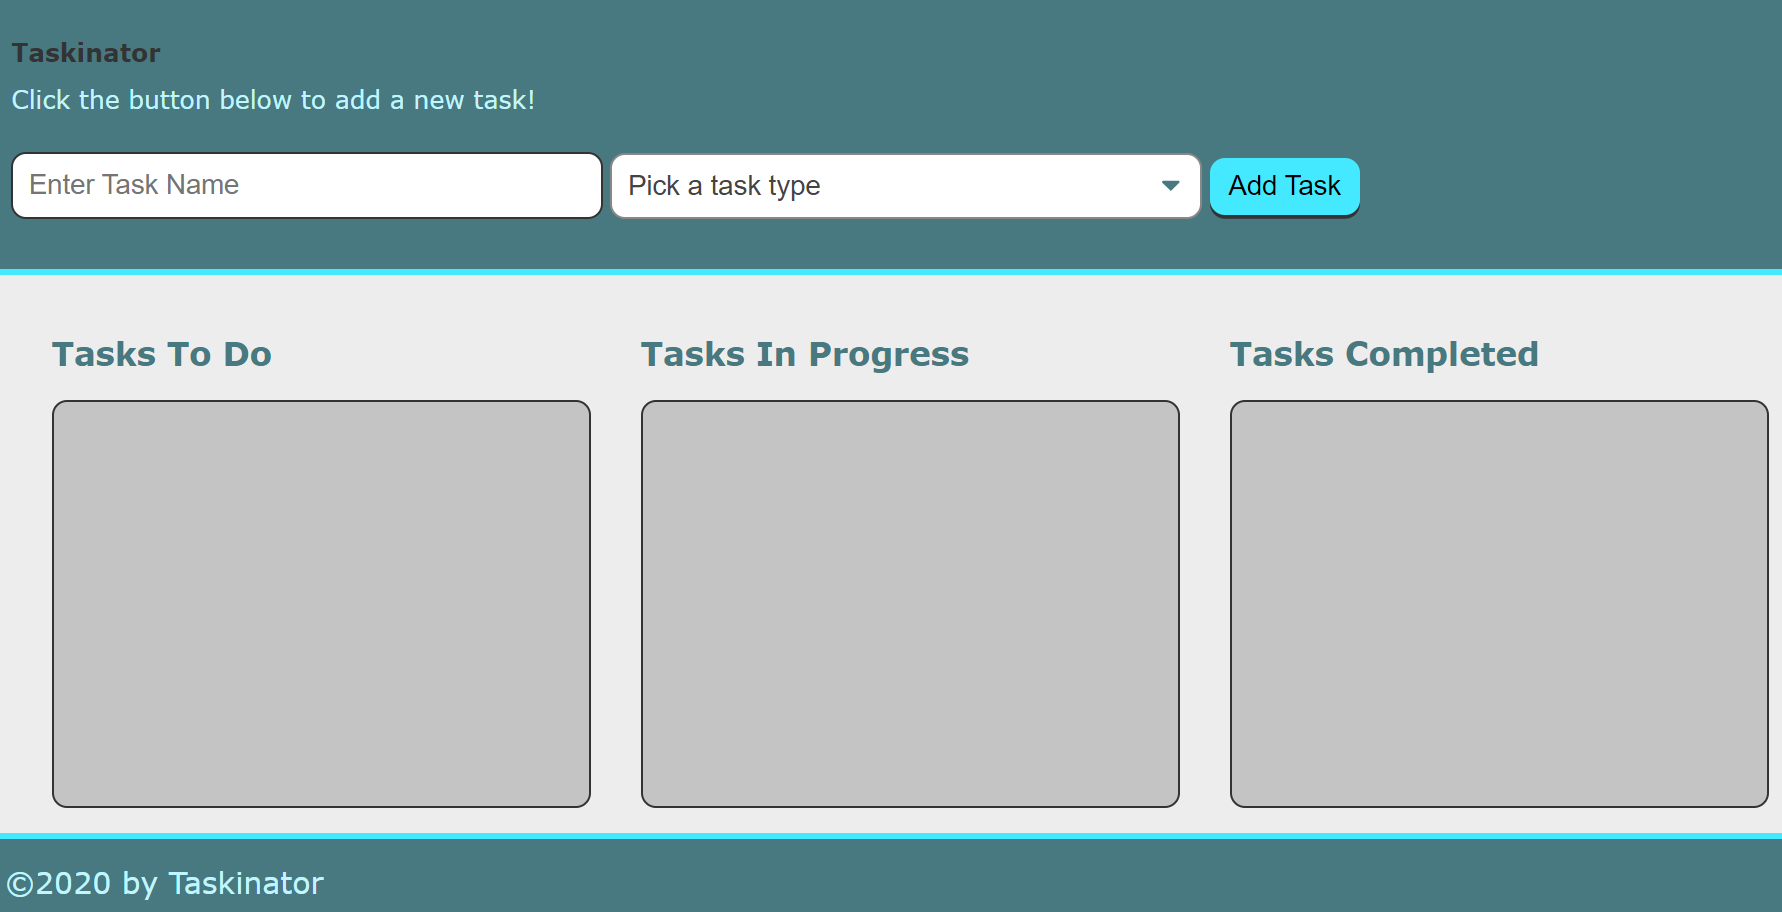 Taskinator
Click the button below to add a new task!
Enter Task Name
Pick a task type
Add Task
Tasks To Do
Tasks In Progress
Tasks Completed
©2020 by Taskinator